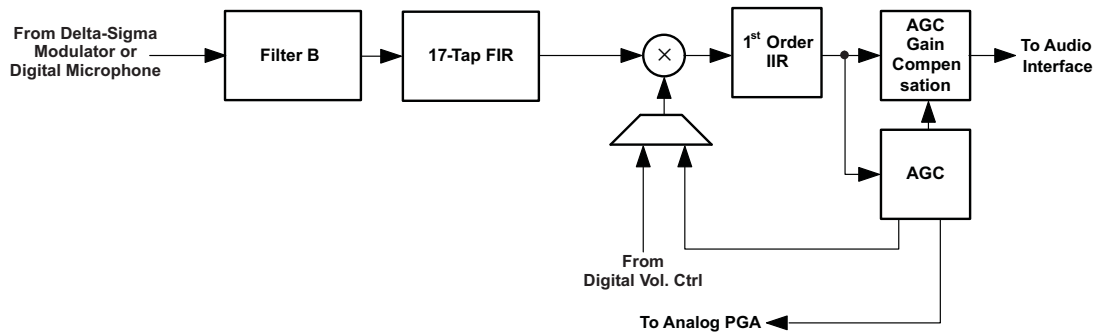 From Delta-Sigma
Modulator or
Digital Microphone
Filter B
17-Tap FIR
×
1st Order
IIR
AGC
Gain
Compen
sation
To Audio
Interface
AGC
From
Digital Vol. Ctrl
To Analog PGA